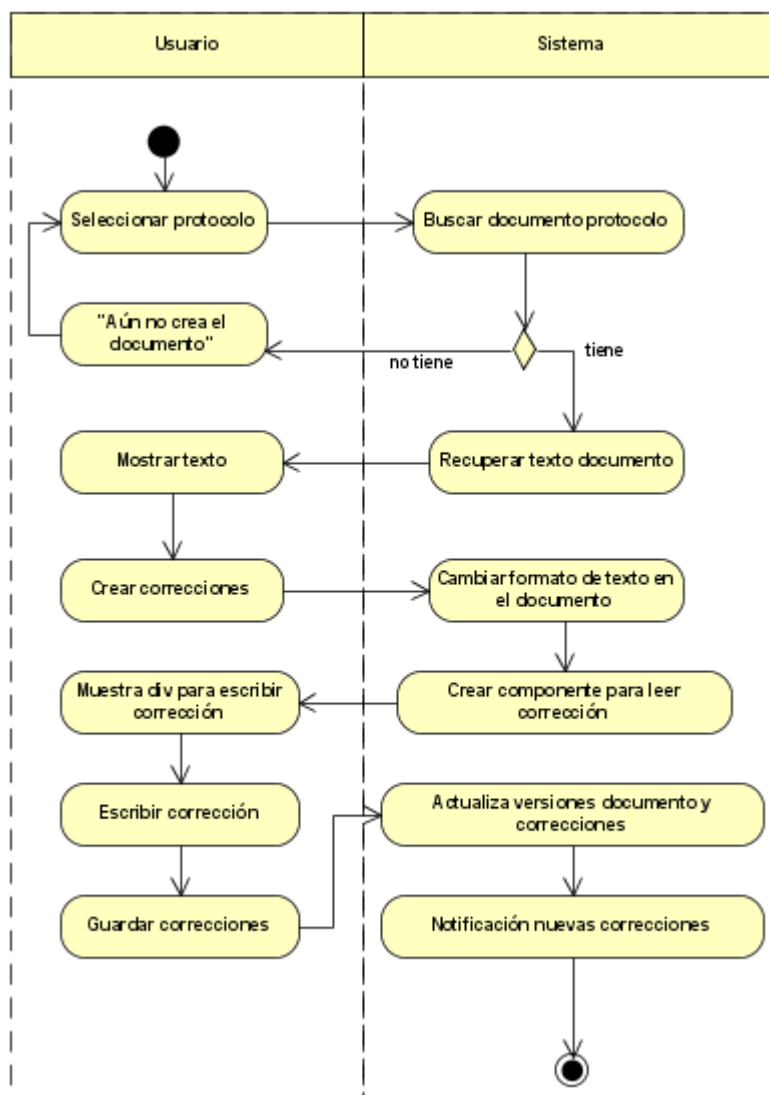 Usuario
Sistema
Seleccionar protocolo
Buscar documento protocolo
"Aún no crea el
documento"
no tiene
tiene
Mostrar texto
Recuperar texto documento
Crear correcciones
Cambiar formato de texto en
el documento
Muestra div para escribir
corrección
Crear componente para leer
corrección
Escribir corrección
Actualiza versiones documento y
correcciones
Guardar correcciones
Notificación nuevas correcciones